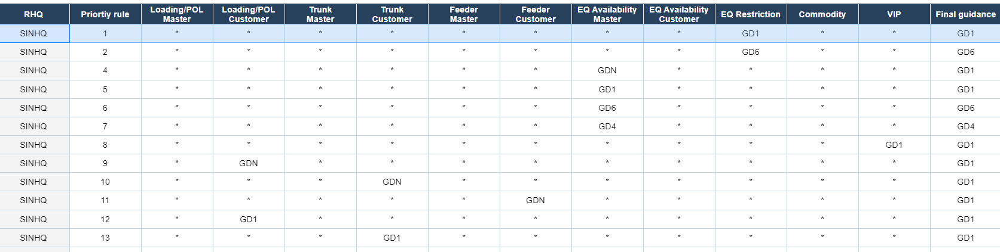 RHQ Priortiy rule Loading/POL Master Loading/POL Customer Trunk Master Trunk Customer Feeder Master Feeder Customer EQ Availability Master EQ Availability Customer EQ Restriction Commodity VIP Final guidance
SINHQ 1 * * * * * * * * GD1 * * GD1
SINHQ 2 * * * * * * * * GD6 * * GD6
SINHQ 4 * * * * * * GDN * * * * GD1
SINHQ 5 * * * * * * GD1 * * * * GD1
SINHQ 6 * * * * * * GD6 * * * * GD6
SINHQ 7 * * * * * * GD4 * * * * GD4
SINHQ 8 * * * * * * * * * * GD1 GD1
SINHQ 9 * GDN * * * * * * * * * GD1
SINHQ 10 * * * GDN * * * * * * * GD1
SINHQ 11 * * * * * GDN * * * * * GD1
SINHQ 12 * GD1 * * * * * * * * * GD1
SINHQ 13 * * * GD1 * * * * * * * GD1